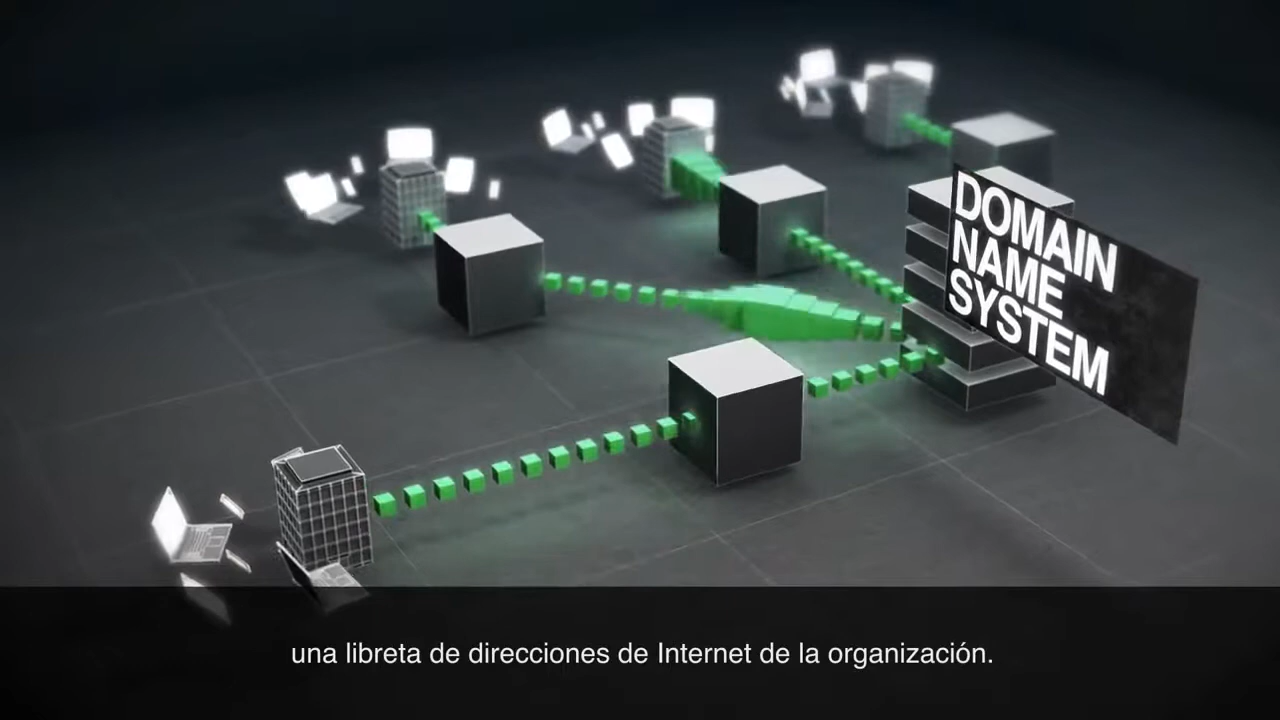 DOMAIN
NAME
SYSTEM
una libreta de direcciones de Internet de la organización.